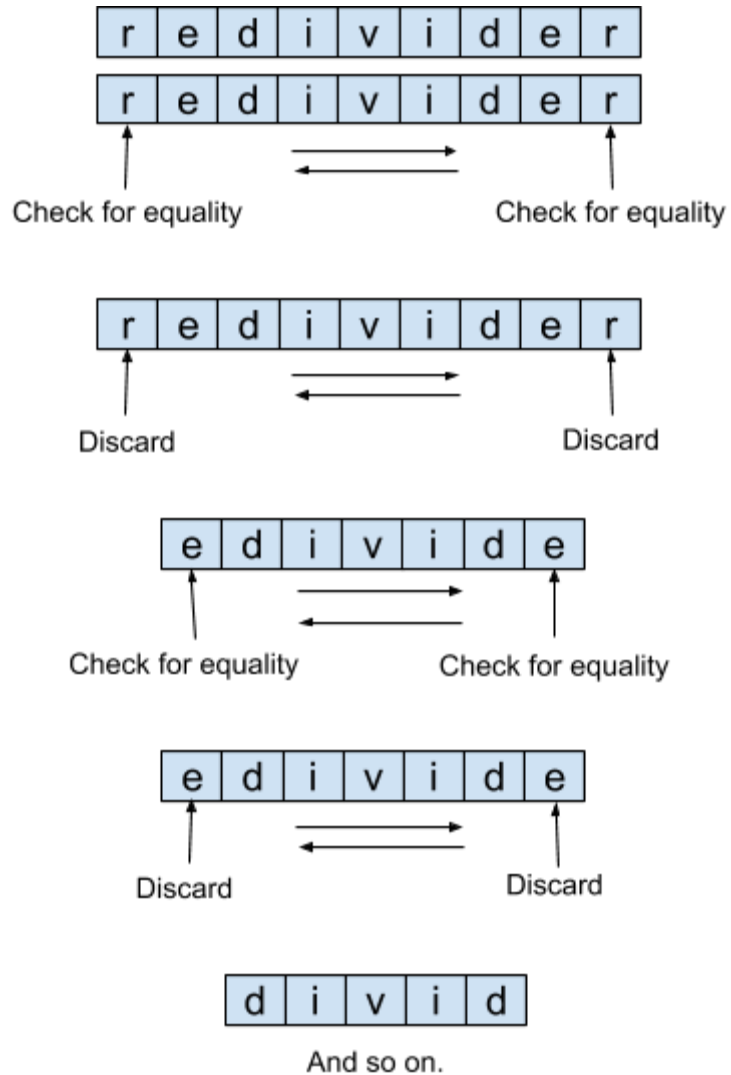 r e d i v i d e r
r e d i v i d e r
Check for equality Check for equality
r e d i v i d e r
Discard Discard
e d i v i d e
Check for equality Check for equality
e d i v i d e
Discard Discard
d i v i d
And so on.